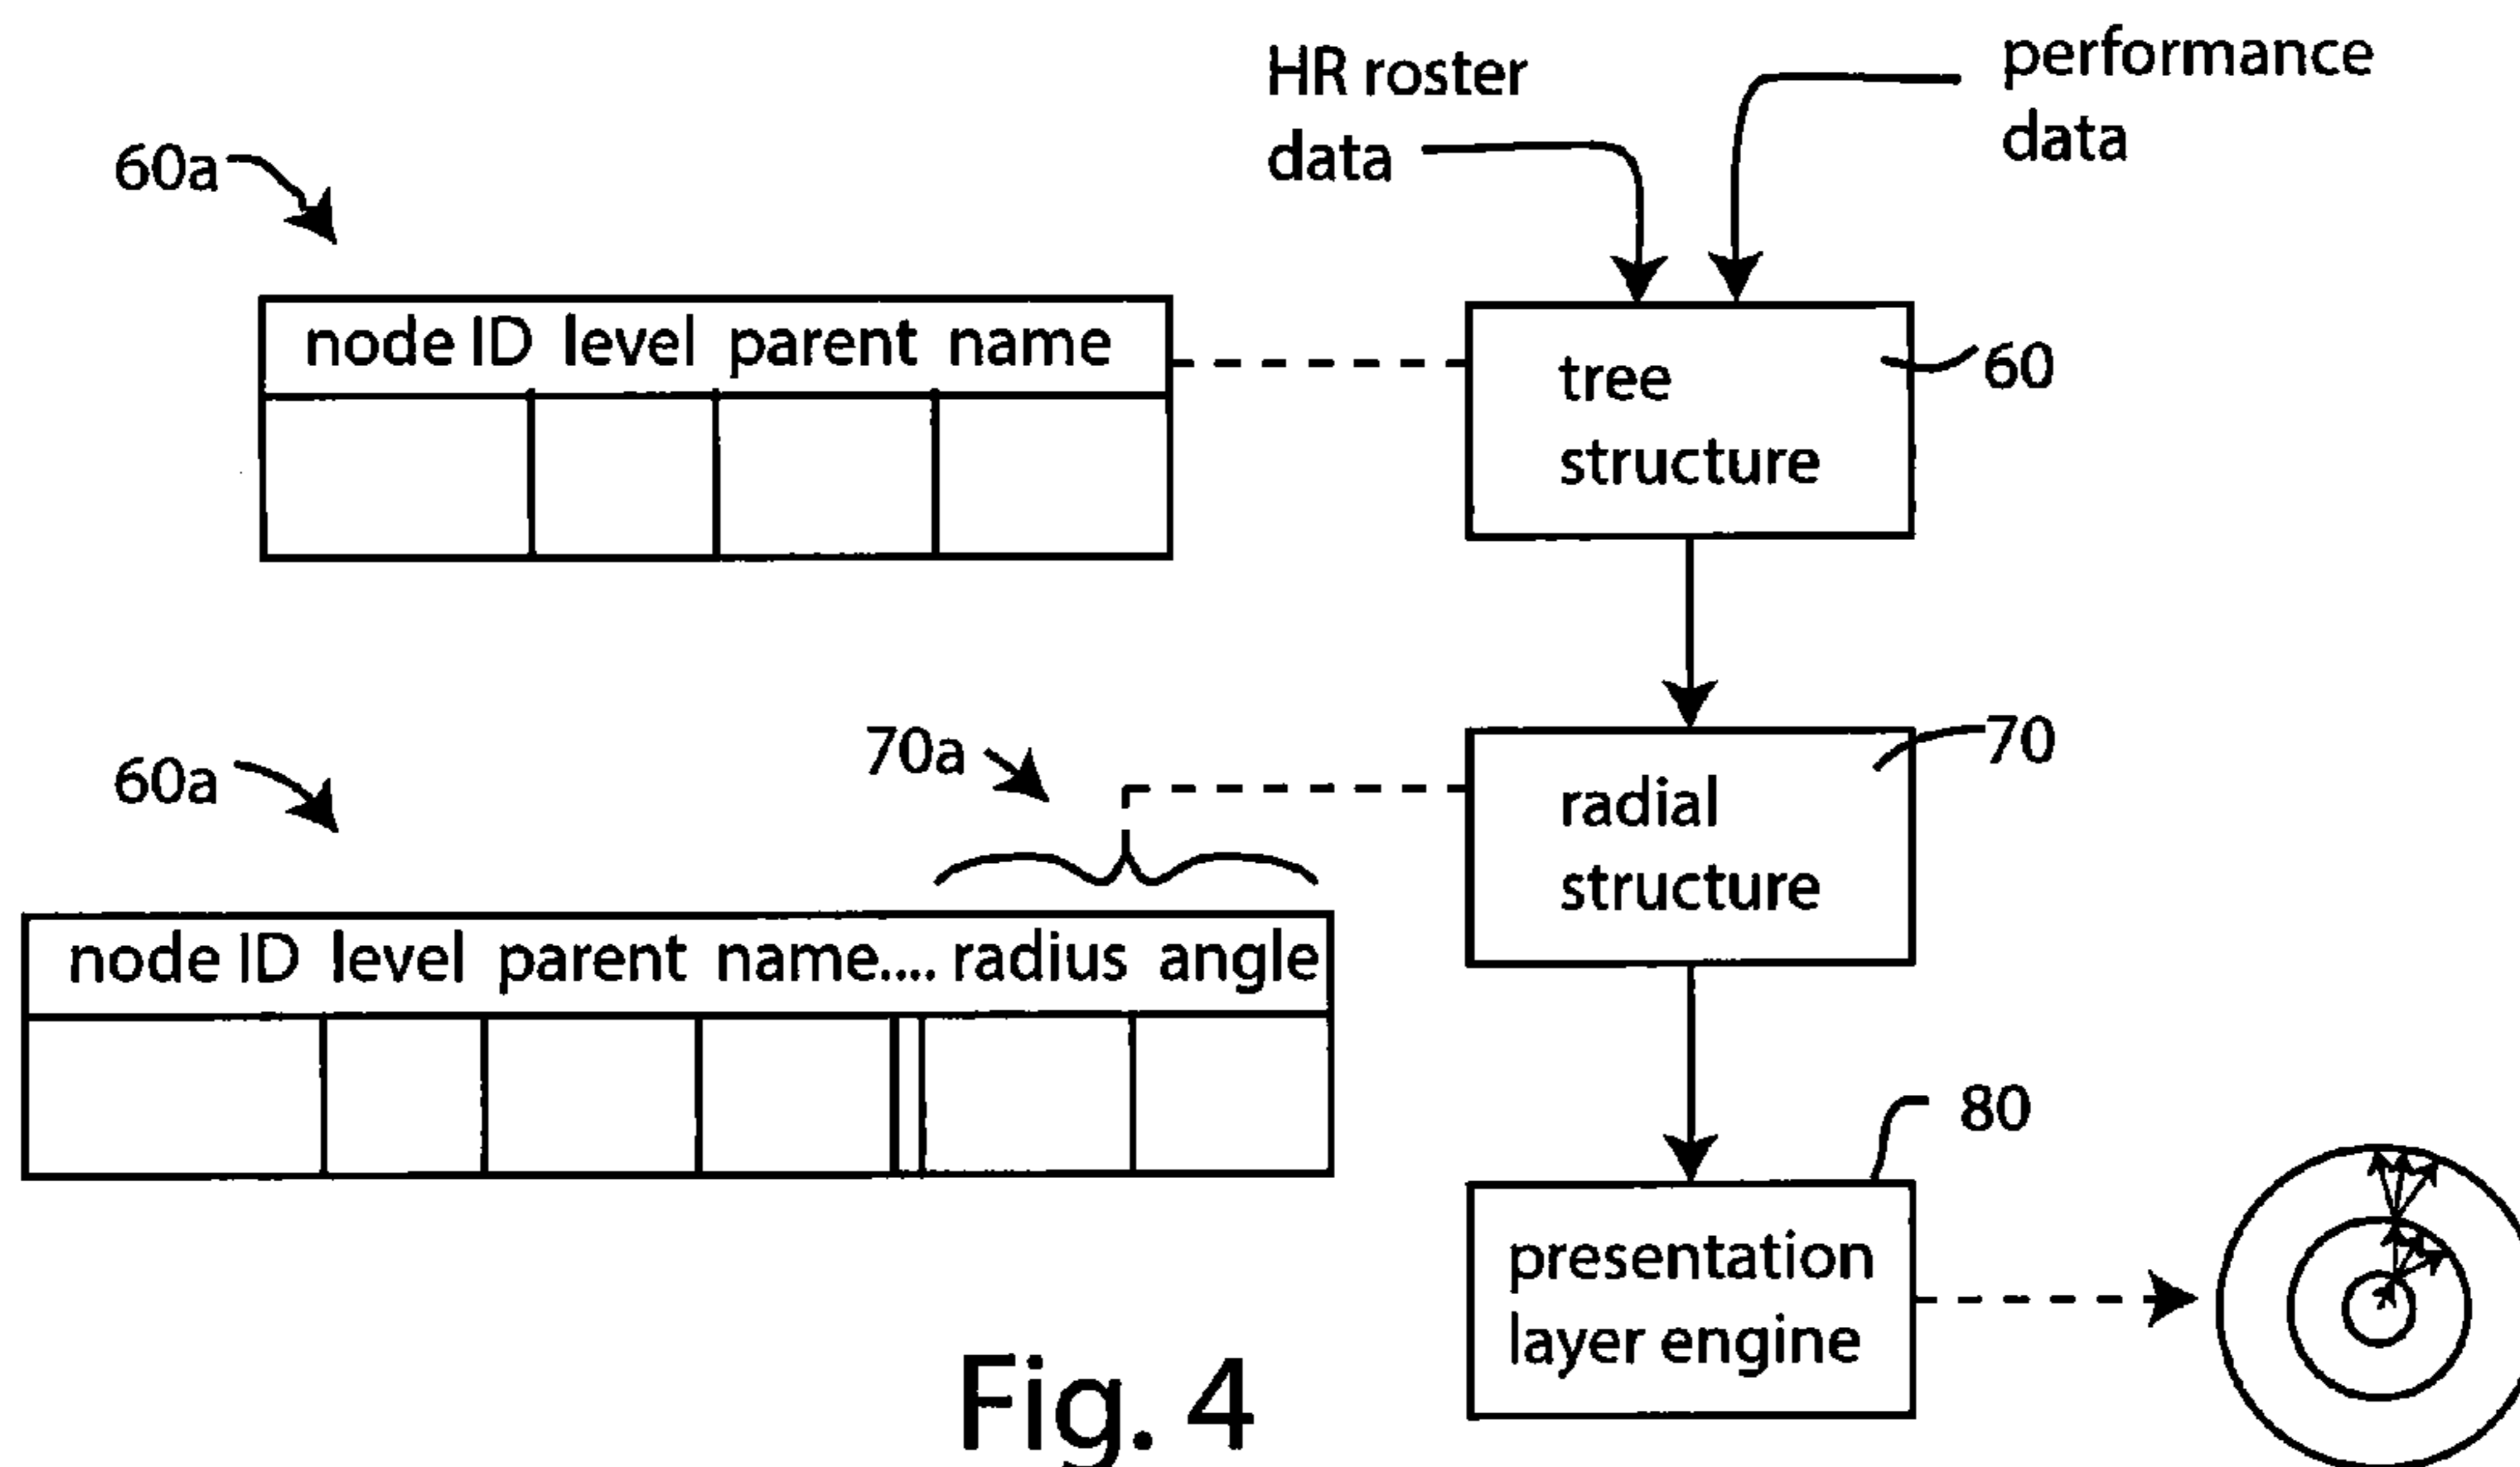 HR roster
data
performance
data
60a
node ID level parent name
tree
structure
60
60a
70a
radial
structure
70
node ID level parent name.... radius angle
80
presentation
layer engine
Fig. 4